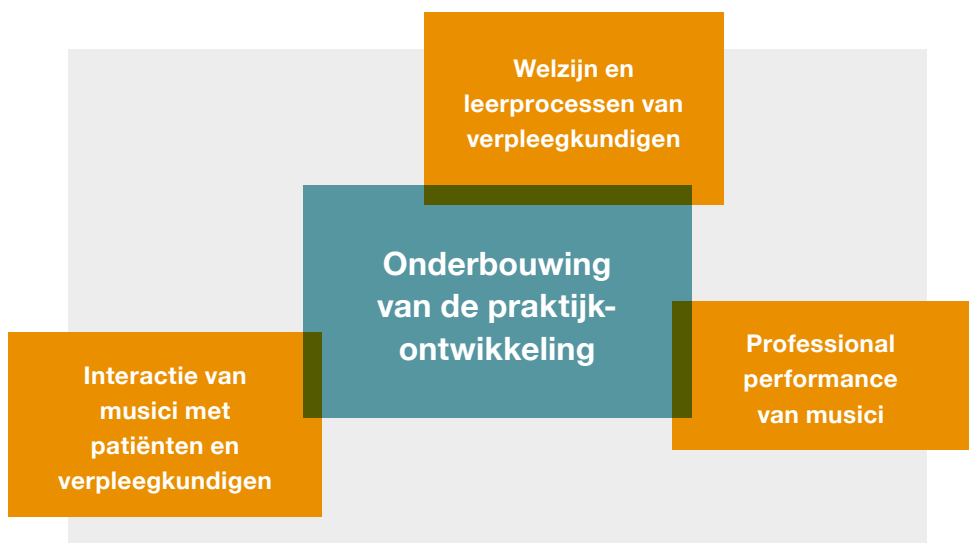 Welzijn en
leerprocessen van
verpleegkundigen
Onderbouwing
van de praktijk-
ontwikkeling
Professional
performance
van musici
Interactie van
musici met
patiënten en
verpleegkundigen